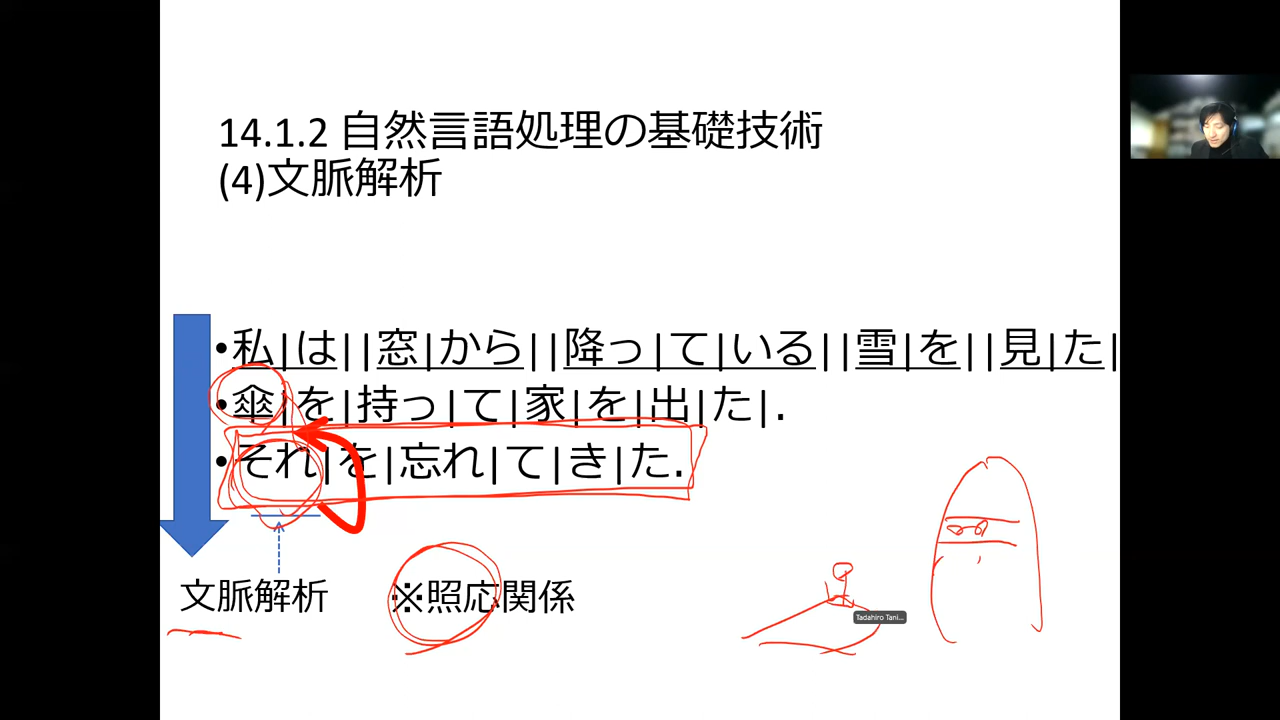 14.1.2 自然言語処理の基礎技術
(4)文脈解析
•私|は||窓|から||降っ|て|いる||雪|を||見|た|
•傘|を|持っ|て|家|を|出|た|.
•それ|を|忘れ|て|き|た.
文脈解析 ※照応関係
Tadahiro Tani...